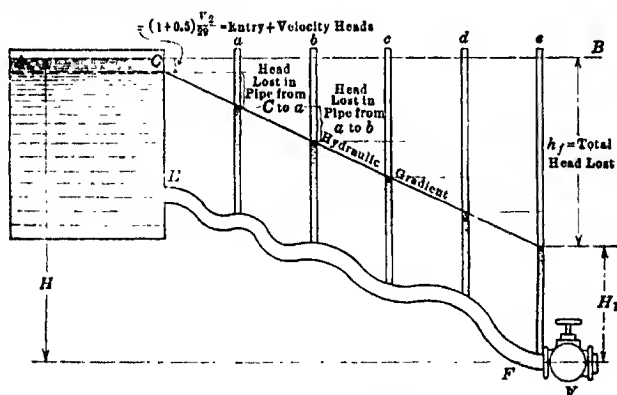 = (1+0.5) V²/2g = Entry + Velocity Heads
C
a
b
c
d
e
B
Head
Lost in
Pipe from
C to a
Head
Lost in
Pipe from
a to b
Hydraulic Gradient
h_f = Total
Head Lost
E
H
H₁
F
V